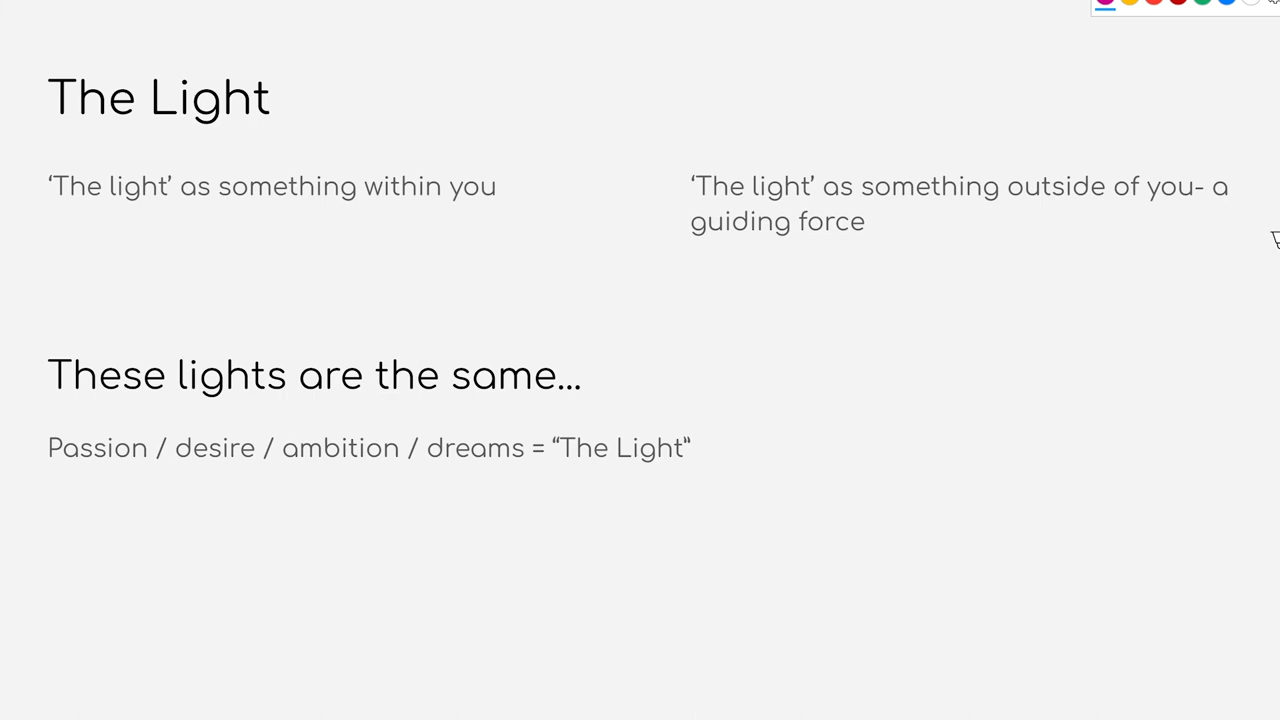 The Light
‘The light’ as something within you
‘The light’ as something outside of you- a
guiding force
These lights are the same...
Passion / desire / ambition / dreams = “The Light”